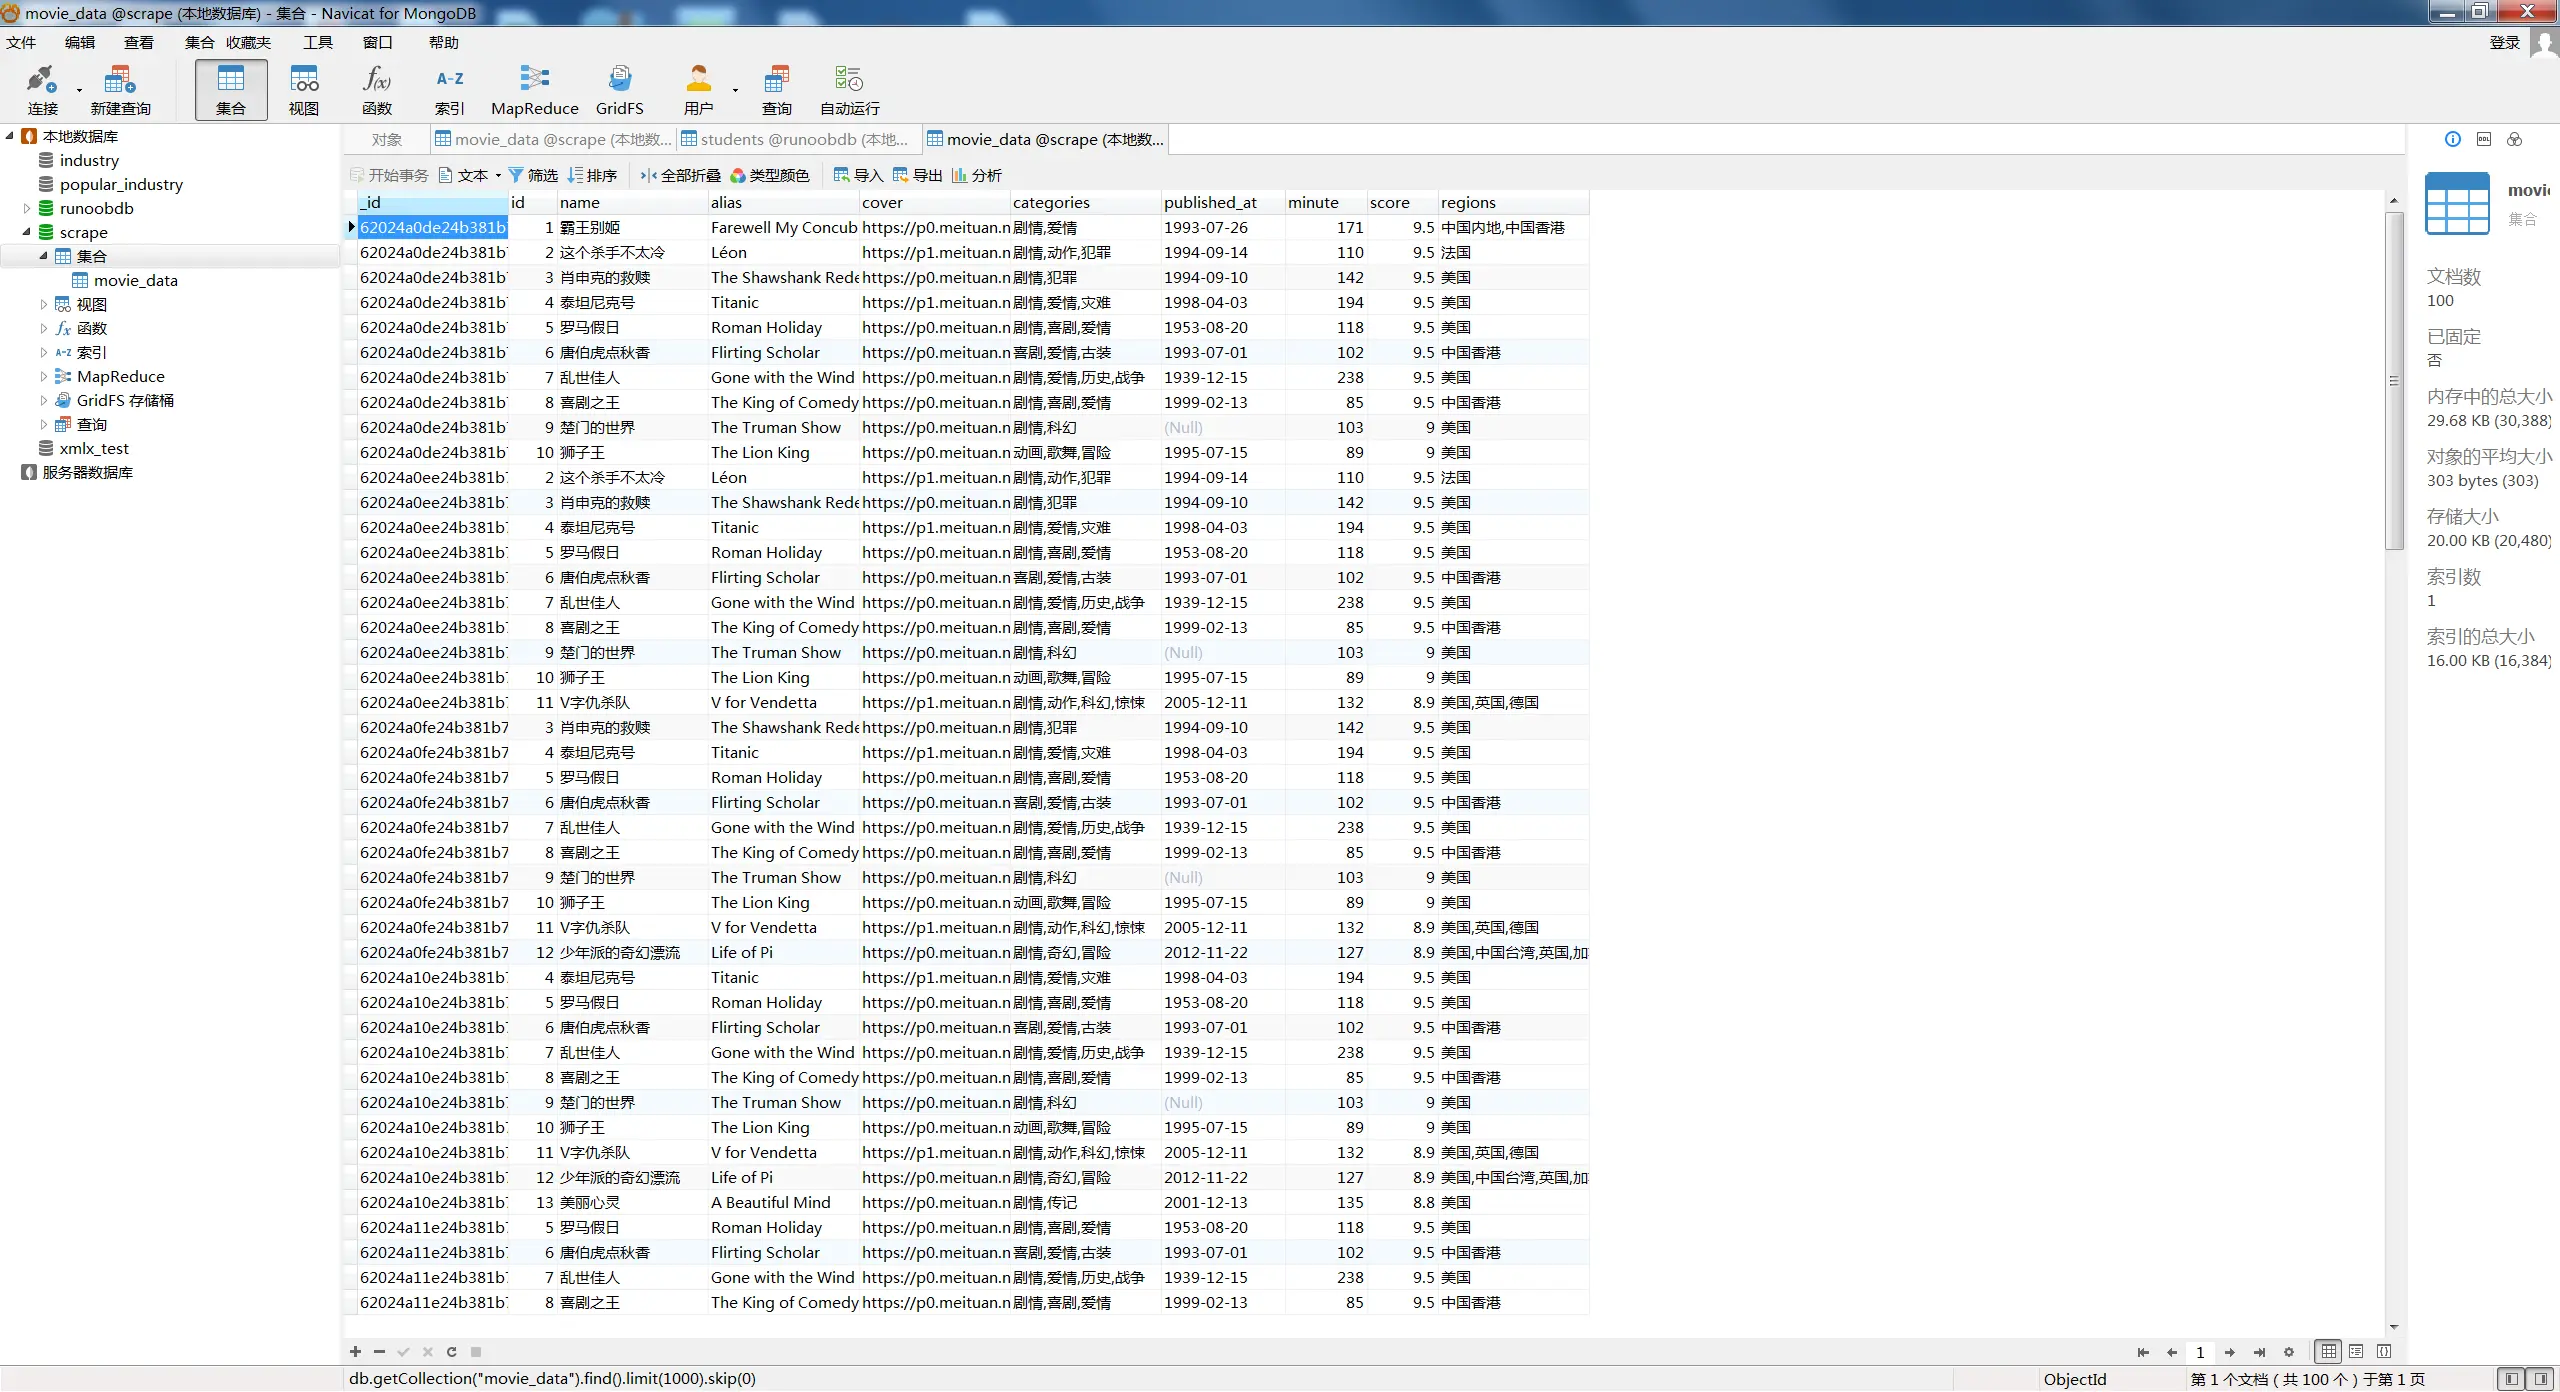 movie_data @scrape (本地数据库) - 集合 - Navicat for MongoDB
文件 编辑 查看 集合 收藏夹 工具 窗口 帮助 登录
连接 新建查询 集合 视图 函数 索引 MapReduce GridFS 用户 查询 自动运行
本地数据库
industry
popular_industry
runoobdb
scrape
集合
movie_data
视图
函数
索引
MapReduce
GridFS 存储桶
查询
xmlx_test
服务器数据库
对象 movie_data @scrape (本地数... students @runoobdb (本地... movie_data @scrape (本地数...
开始事务 文本 筛选 排序 全部折叠 类型颜色 导入 导出 分析
_id id name alias cover categories published_at minute score regions
62024a0de24b381b 1 霸王别姬 Farewell My Concub https://p0.meituan.n 剧情,爱情 1993-07-26 171 9.5 中国内地,中国香港
62024a0de24b381b 2 这个杀手不太冷 Léon https://p1.meituan.n 剧情,动作,犯罪 1994-09-14 110 9.5 法国
62024a0de24b381b 3 肖申克的救赎 The Shawshank Rede https://p0.meituan.n 剧情,犯罪 1994-09-10 142 9.5 美国
62024a0de24b381b 4 泰坦尼克号 Titanic https://p1.meituan.n 剧情,爱情,灾难 1998-04-03 194 9.5 美国
62024a0de24b381b 5 罗马假日 Roman Holiday https://p0.meituan.n 剧情,喜剧,爱情 1953-08-20 118 9.5 美国
62024a0de24b381b 6 唐伯虎点秋香 Flirting Scholar https://p0.meituan.n 喜剧,爱情,古装 1993-07-01 102 9.5 中国香港
62024a0de24b381b 7 乱世佳人 Gone with the Wind https://p0.meituan.n 剧情,爱情,历史,战争 1939-12-15 238 9.5 美国
62024a0de24b381b 8 喜剧之王 The King of Comedy https://p0.meituan.n 剧情,喜剧,爱情 1999-02-13 85 9.5 中国香港
62024a0de24b381b 9 楚门的世界 The Truman Show https://p0.meituan.n 剧情,科幻 (Null) 103 9 美国
62024a0de24b381b 10 狮子王 The Lion King https://p0.meituan.n 动画,歌舞,冒险 1995-07-15 89 9 美国
62024a0ee24b381b 2 这个杀手不太冷 Léon https://p1.meituan.n 剧情,动作,犯罪 1994-09-14 110 9.5 法国
62024a0ee24b381b 3 肖申克的救赎 The Shawshank Rede https://p0.meituan.n 剧情,犯罪 1994-09-10 142 9.5 美国
62024a0ee24b381b 4 泰坦尼克号 Titanic https://p1.meituan.n 剧情,爱情,灾难 1998-04-03 194 9.5 美国
62024a0ee24b381b 5 罗马假日 Roman Holiday https://p0.meituan.n 剧情,喜剧,爱情 1953-08-20 118 9.5 美国
62024a0ee24b381b 6 唐伯虎点秋香 Flirting Scholar https://p0.meituan.n 喜剧,爱情,古装 1993-07-01 102 9.5 中国香港
62024a0ee24b381b 7 乱世佳人 Gone with the Wind https://p0.meituan.n 剧情,爱情,历史,战争 1939-12-15 238 9.5 美国
62024a0ee24b381b 8 喜剧之王 The King of Comedy https://p0.meituan.n 剧情,喜剧,爱情 1999-02-13 85 9.5 中国香港
62024a0ee24b381b 9 楚门的世界 The Truman Show https://p0.meituan.n 剧情,科幻 (Null) 103 9 美国
62024a0ee24b381b 10 狮子王 The Lion King https://p0.meituan.n 动画,歌舞,冒险 1995-07-15 89 9 美国
62024a0ee24b381b 11 V字仇杀队 V for Vendetta https://p1.meituan.n 剧情,动作,科幻,惊悚 2005-12-11 132 8.9 美国,英国,德国
62024a0fe24b381b7 3 肖申克的救赎 The Shawshank Rede https://p0.meituan.n 剧情,犯罪 1994-09-10 142 9.5 美国
62024a0fe24b381b7 4 泰坦尼克号 Titanic https://p1.meituan.n 剧情,爱情,灾难 1998-04-03 194 9.5 美国
62024a0fe24b381b7 5 罗马假日 Roman Holiday https://p0.meituan.n 剧情,喜剧,爱情 1953-08-20 118 9.5 美国
62024a0fe24b381b7 6 唐伯虎点秋香 Flirting Scholar https://p0.meituan.n 喜剧,爱情,古装 1993-07-01 102 9.5 中国香港
62024a0fe24b381b7 7 乱世佳人 Gone with the Wind https://p0.meituan.n 剧情,爱情,历史,战争 1939-12-15 238 9.5 美国
62024a0fe24b381b7 8 喜剧之王 The King of Comedy https://p0.meituan.n 剧情,喜剧,爱情 1999-02-13 85 9.5 中国香港
62024a0fe24b381b7 9 楚门的世界 The Truman Show https://p0.meituan.n 剧情,科幻 (Null) 103 9 美国
62024a0fe24b381b7 10 狮子王 The Lion King https://p0.meituan.n 动画,歌舞,冒险 1995-07-15 89 9 美国
62024a0fe24b381b7 11 V字仇杀队 V for Vendetta https://p1.meituan.n 剧情,动作,科幻,惊悚 2005-12-11 132 8.9 美国,英国,德国
62024a0fe24b381b7 12 少年派的奇幻漂流 Life of Pi https://p0.meituan.n 剧情,奇幻,冒险 2012-11-22 127 8.9 美国,中国台湾,英国,加
62024a10e24b381b 4 泰坦尼克号 Titanic https://p1.meituan.n 剧情,爱情,灾难 1998-04-03 194 9.5 美国
62024a10e24b381b 5 罗马假日 Roman Holiday https://p0.meituan.n 剧情,喜剧,爱情 1953-08-20 118 9.5 美国
62024a10e24b381b 6 唐伯虎点秋香 Flirting Scholar https://p0.meituan.n 喜剧,爱情,古装 1993-07-01 102 9.5 中国香港
62024a10e24b381b 7 乱世佳人 Gone with the Wind https://p0.meituan.n 剧情,爱情,历史,战争 1939-12-15 238 9.5 美国
62024a10e24b381b 8 喜剧之王 The King of Comedy https://p0.meituan.n 剧情,喜剧,爱情 1999-02-13 85 9.5 中国香港
62024a10e24b381b 9 楚门的世界 The Truman Show https://p0.meituan.n 剧情,科幻 (Null) 103 9 美国
62024a10e24b381b 10 狮子王 The Lion King https://p0.meituan.n 动画,歌舞,冒险 1995-07-15 89 9 美国
62024a10e24b381b 11 V字仇杀队 V for Vendetta https://p1.meituan.n 剧情,动作,科幻,惊悚 2005-12-11 132 8.9 美国,英国,德国
62024a10e24b381b 12 少年派的奇幻漂流 Life of Pi https://p0.meituan.n 剧情,奇幻,冒险 2012-11-22 127 8.9 美国,中国台湾,英国,加
62024a10e24b381b 13 美丽心灵 A Beautiful Mind https://p0.meituan.n 剧情,传记 2001-12-13 135 8.8 美国
62024a11e24b381b 5 罗马假日 Roman Holiday https://p0.meituan.n 剧情,喜剧,爱情 1953-08-20 118 9.5 美国
62024a11e24b381b 6 唐伯虎点秋香 Flirting Scholar https://p0.meituan.n 喜剧,爱情,古装 1993-07-01 102 9.5 中国香港
62024a11e24b381b 7 乱世佳人 Gone with the Wind https://p0.meituan.n 剧情,爱情,历史,战争 1939-12-15 238 9.5 美国
62024a11e24b381b 8 喜剧之王 The King of Comedy https://p0.meituan.n 剧情,喜剧,爱情 1999-02-13 85 9.5 中国香港
movi
集合
文档数
100
已固定
否
内存中的总大小
29.68 KB (30,388)
对象的平均大小
303 bytes (303)
存储大小
20.00 KB (20,480)
索引数
1
索引的总大小
16.00 KB (16,384)
1
db.getCollection("movie_data").find().limit(1000).skip(0) ObjectId 第 1 个文档 ( 共 100 个 ) 于第 1 页